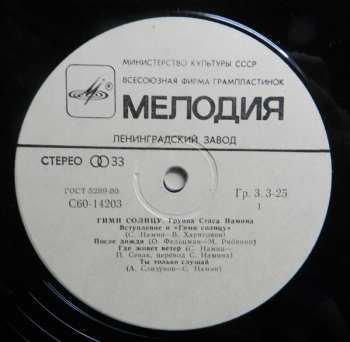 МИНИСТЕРСТВО КУЛЬТУРЫ СССР
ВСЕСОЮЗНАЯ ФИРМА ГРАМПЛАСТИНОК
МЕЛОДИЯ
ЛЕНИНГРАДСКИЙ ЗАВОД
СТЕРЕО 33
ГОСТ 5289-80
С60-14203
Гр. 3.3-25
1
ГИМН СОЛНЦУ. Группа Стаса Намина
Вступление и «Гимн солнцу»
(С. Намин—В. Харитонов)
После дождя (О. Фельцман—М. Рябинин)
Где живет ветер (С. Намин—
П. Севак, перевод С. Намина)
Ты только слушай
(А. Слизунов—С. Намин)